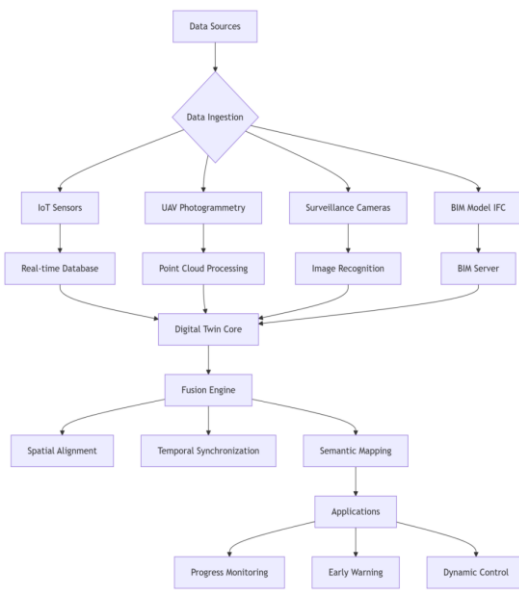 Data Sources
Data Ingestion
IoT Sensors
UAV Photogrammetry
Surveillance Cameras
BIM Model IFC
Real-time Database
Point Cloud Processing
Image Recognition
BIM Server
Digital Twin Core
Fusion Engine
Spatial Alignment
Temporal Synchronization
Semantic Mapping
Applications
Progress Monitoring
Early Warning
Dynamic Control